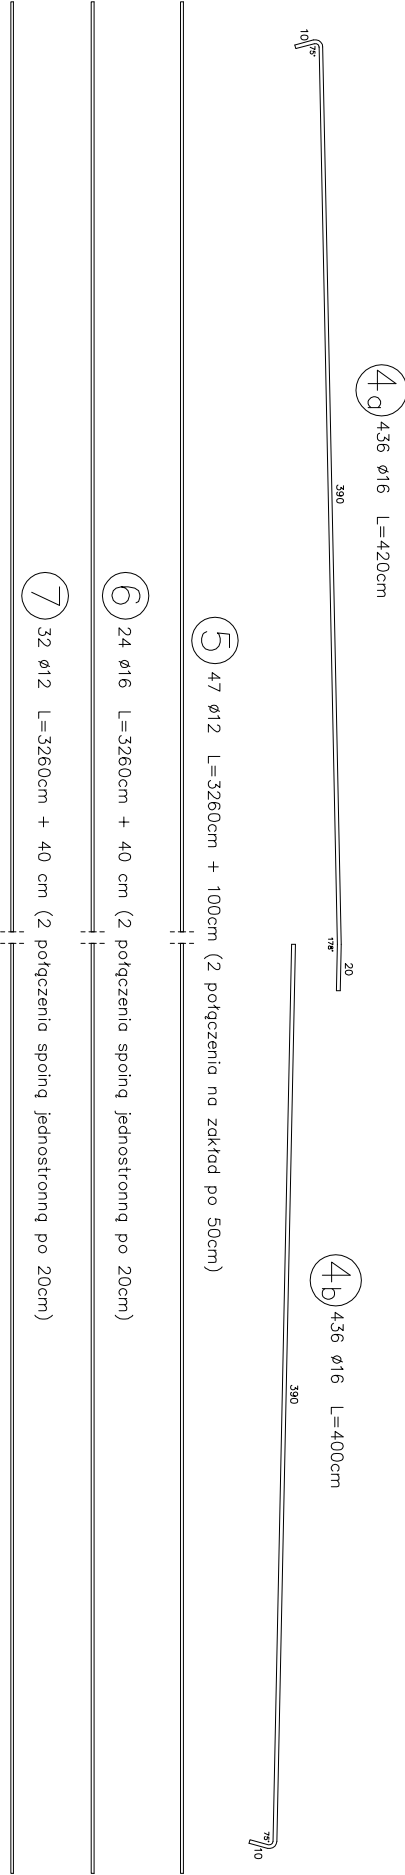 10
75°
4a 436 ø16 L=420cm
390
178°
20
4b 436 ø16 L=400cm
390
75°
10
5 47 ø12 L=3260cm + 100cm (2 połączenia na zakład po 50cm)
6 24 ø16 L=3260cm + 40 cm (2 połączenia spoiną jednostronną po 20cm)
7 32 ø12 L=3260cm + 40 cm (2 połączenia spoiną jednostronną po 20cm)